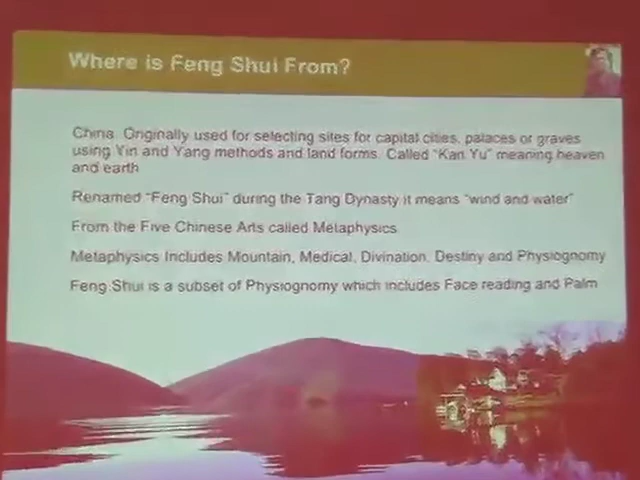 Where is Feng Shui From?
China. Originally used for selecting sites for capital cities, palaces or graves
using Yin and Yang methods and land forms. Called "Kan Yu" meaning heaven
and earth
Renamed "Feng Shui" during the Tang Dysasty it means "wind and water"
From the Five Chinese Arts called Metaphysics
Metaphysics Includes Mountain, Medical, Divination, Destiny and Physiognomy
Feng Shui is a subset of Physiognomy which includes Face reading and Palm